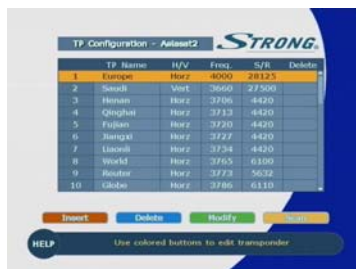 TP Configuration - Asiasat2
STRONG.
TP Name H/V Freq. S/R Delete
1 Europe Horz 4000 28125
2 Saudi Vert 3660 27500
3 Henan Horz 3706 4420
4 Qinghai Horz 3713 4420
5 Fujian Horz 3720 4420
6 Jiangxi Horz 3727 4420
7 Liaonli Horz 3734 4420
8 World Horz 3765 6100
9 Reuter Horz 3773 5632
10 Globo Horz 3786 6110
Insert Delete Modify Scan
HELP Use colored buttons to edit transponder